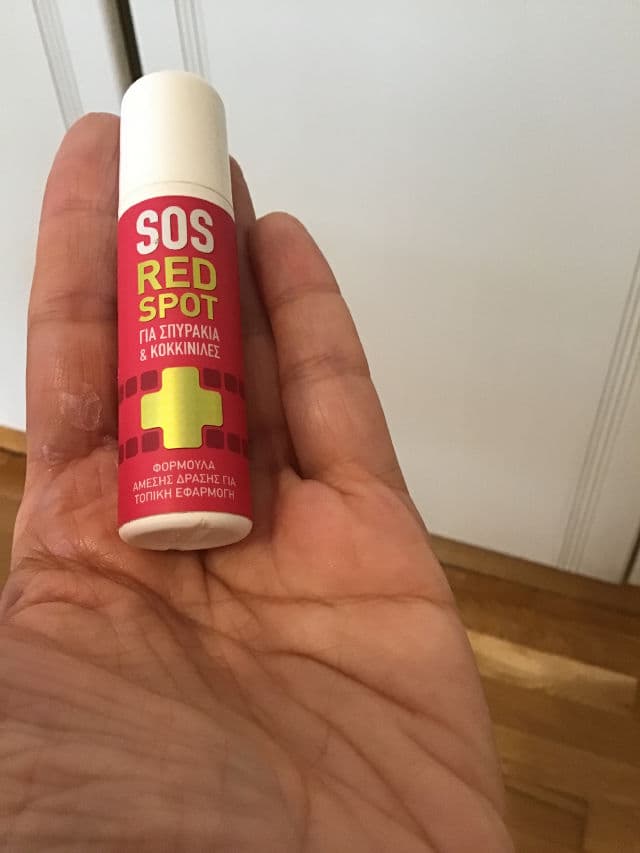 SOS
RED
SPOT
ΓΙΑ ΣΠΥΡΑΚΙΑ
& ΚΟΚΚΙΝΙΛΕΣ
ΦΟΡΜΟΥΛΑ
ΑΜΕΣΗΣ ΔΡΑΣΗΣ ΓΙΑ
ΤΟΠΙΚΗ ΕΦΑΡΜΟΓΗ